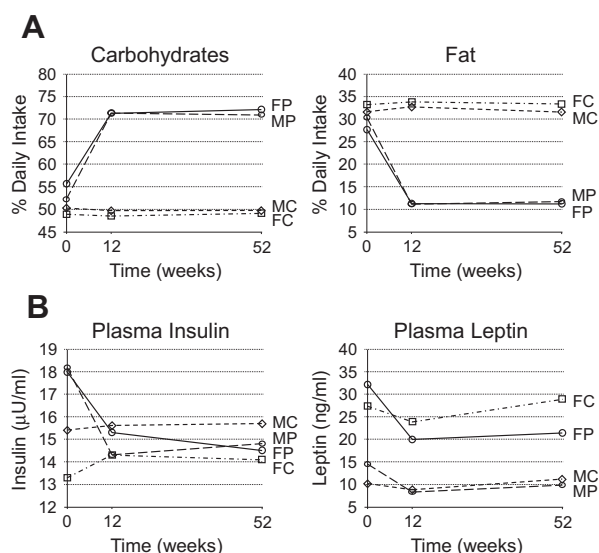 A
Carbohydrates
% Daily Intake
80
75
70
65
60
55
50
45
FP
MP
MC
FC
0 12 52
Time (weeks)
Fat
% Daily Intake
40
35
30
25
20
15
10
5
FC
MC
MP
FP
0 12 52
Time (weeks)
B
Plasma Insulin
Insulin (µU/ml)
19
18
17
16
15
14
13
12
MC
MP
FP
FC
0 12 52
Time (weeks)
Plasma Leptin
Leptin (ng/ml)
40
35
30
25
20
15
10
5
FC
FP
MC
MP
0 12 52
Time (weeks)